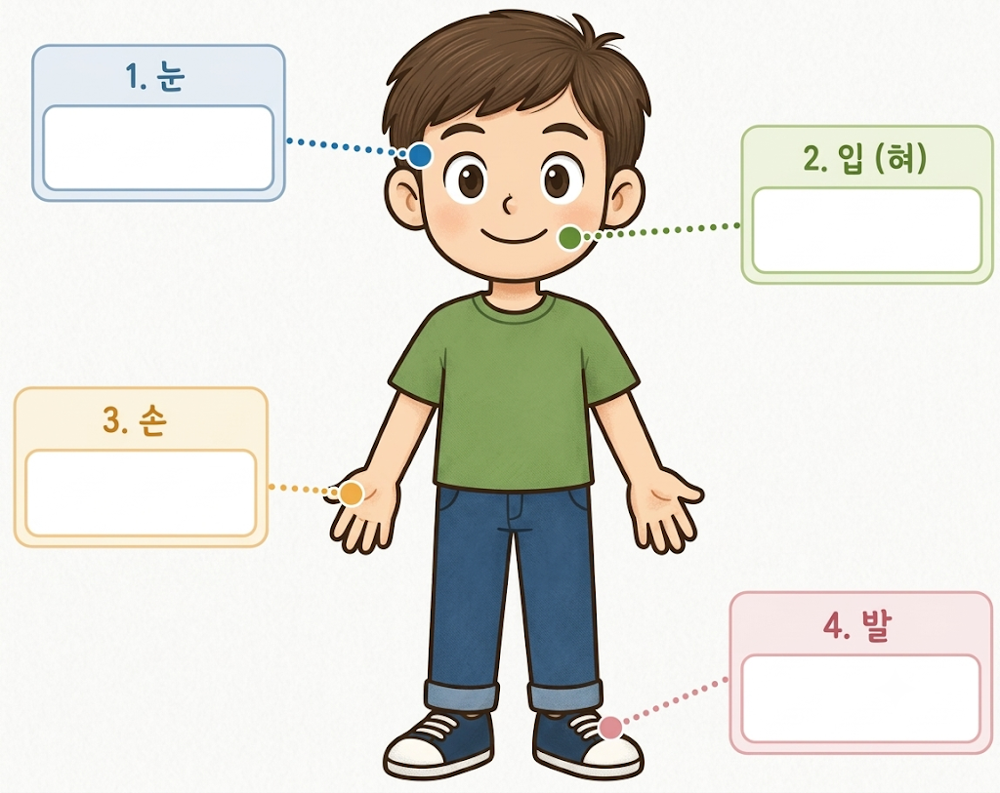 1. 눈
2. 입 (혀)
3. 손
4. 발